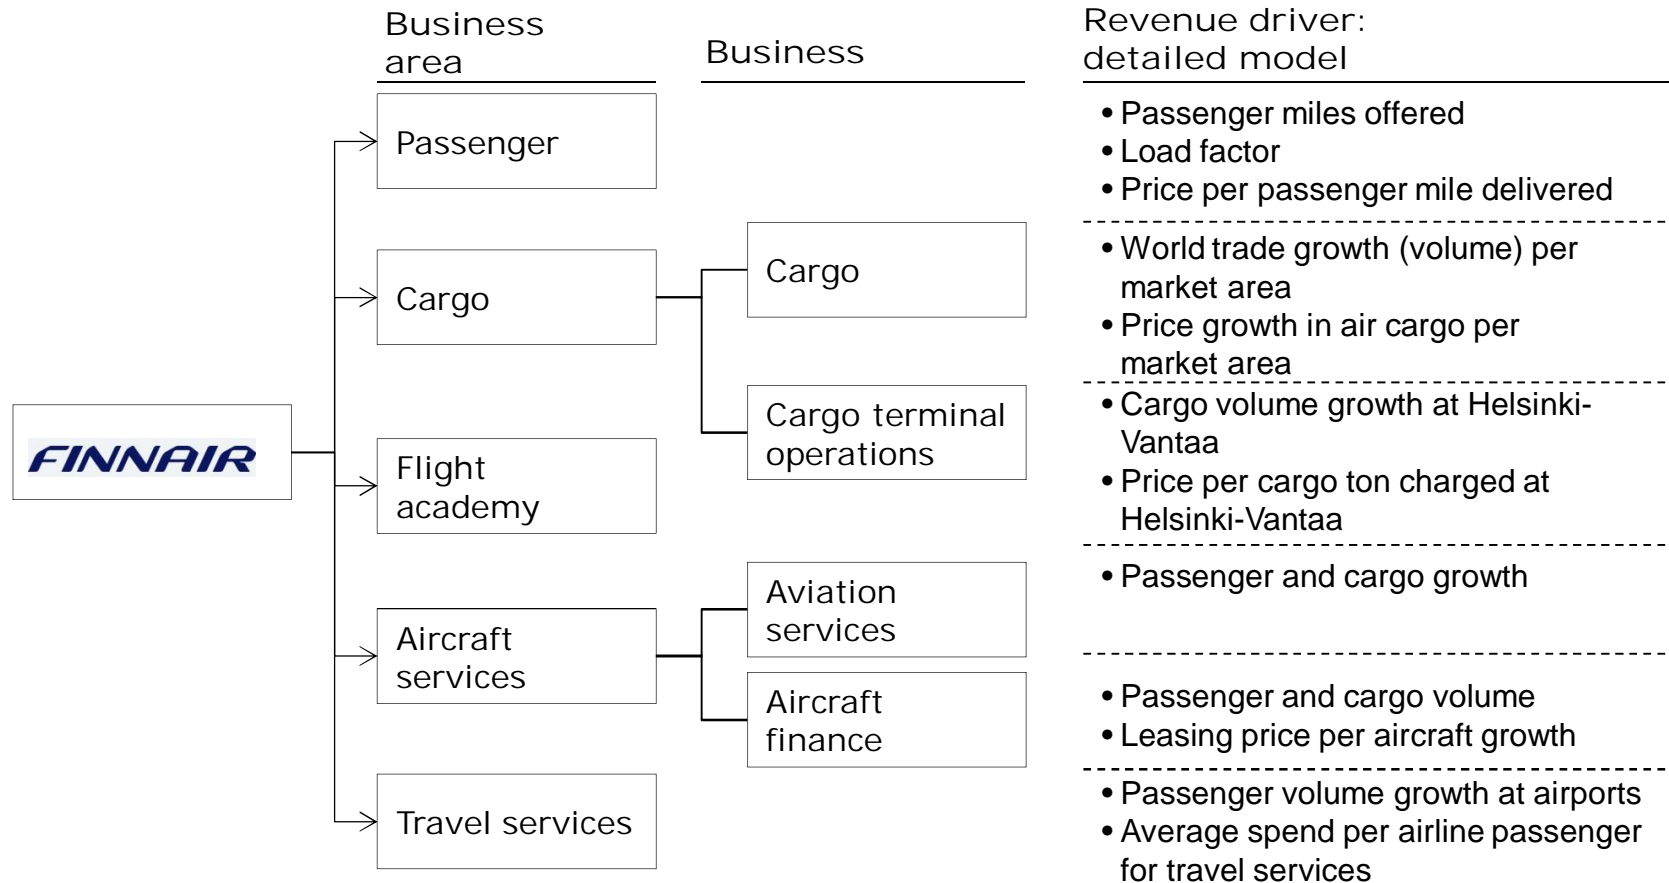 Business
area
Business
Revenue driver:
detailed model
Passenger
• Passenger miles offered
• Load factor
• Price per passenger mile delivered
Cargo
Cargo
• World trade growth (volume) per
market area
• Price growth in air cargo per
market area
Cargo terminal
operations
• Cargo volume growth at Helsinki-
Vantaa
• Price per cargo ton charged at
Helsinki-Vantaa
FINNAIR
Flight
academy
Aircraft
services
Aviation
services
• Passenger and cargo growth
Aircraft
finance
• Passenger and cargo volume
• Leasing price per aircraft growth
Travel services
• Passenger volume growth at airports
• Average spend per airline passenger
for travel services